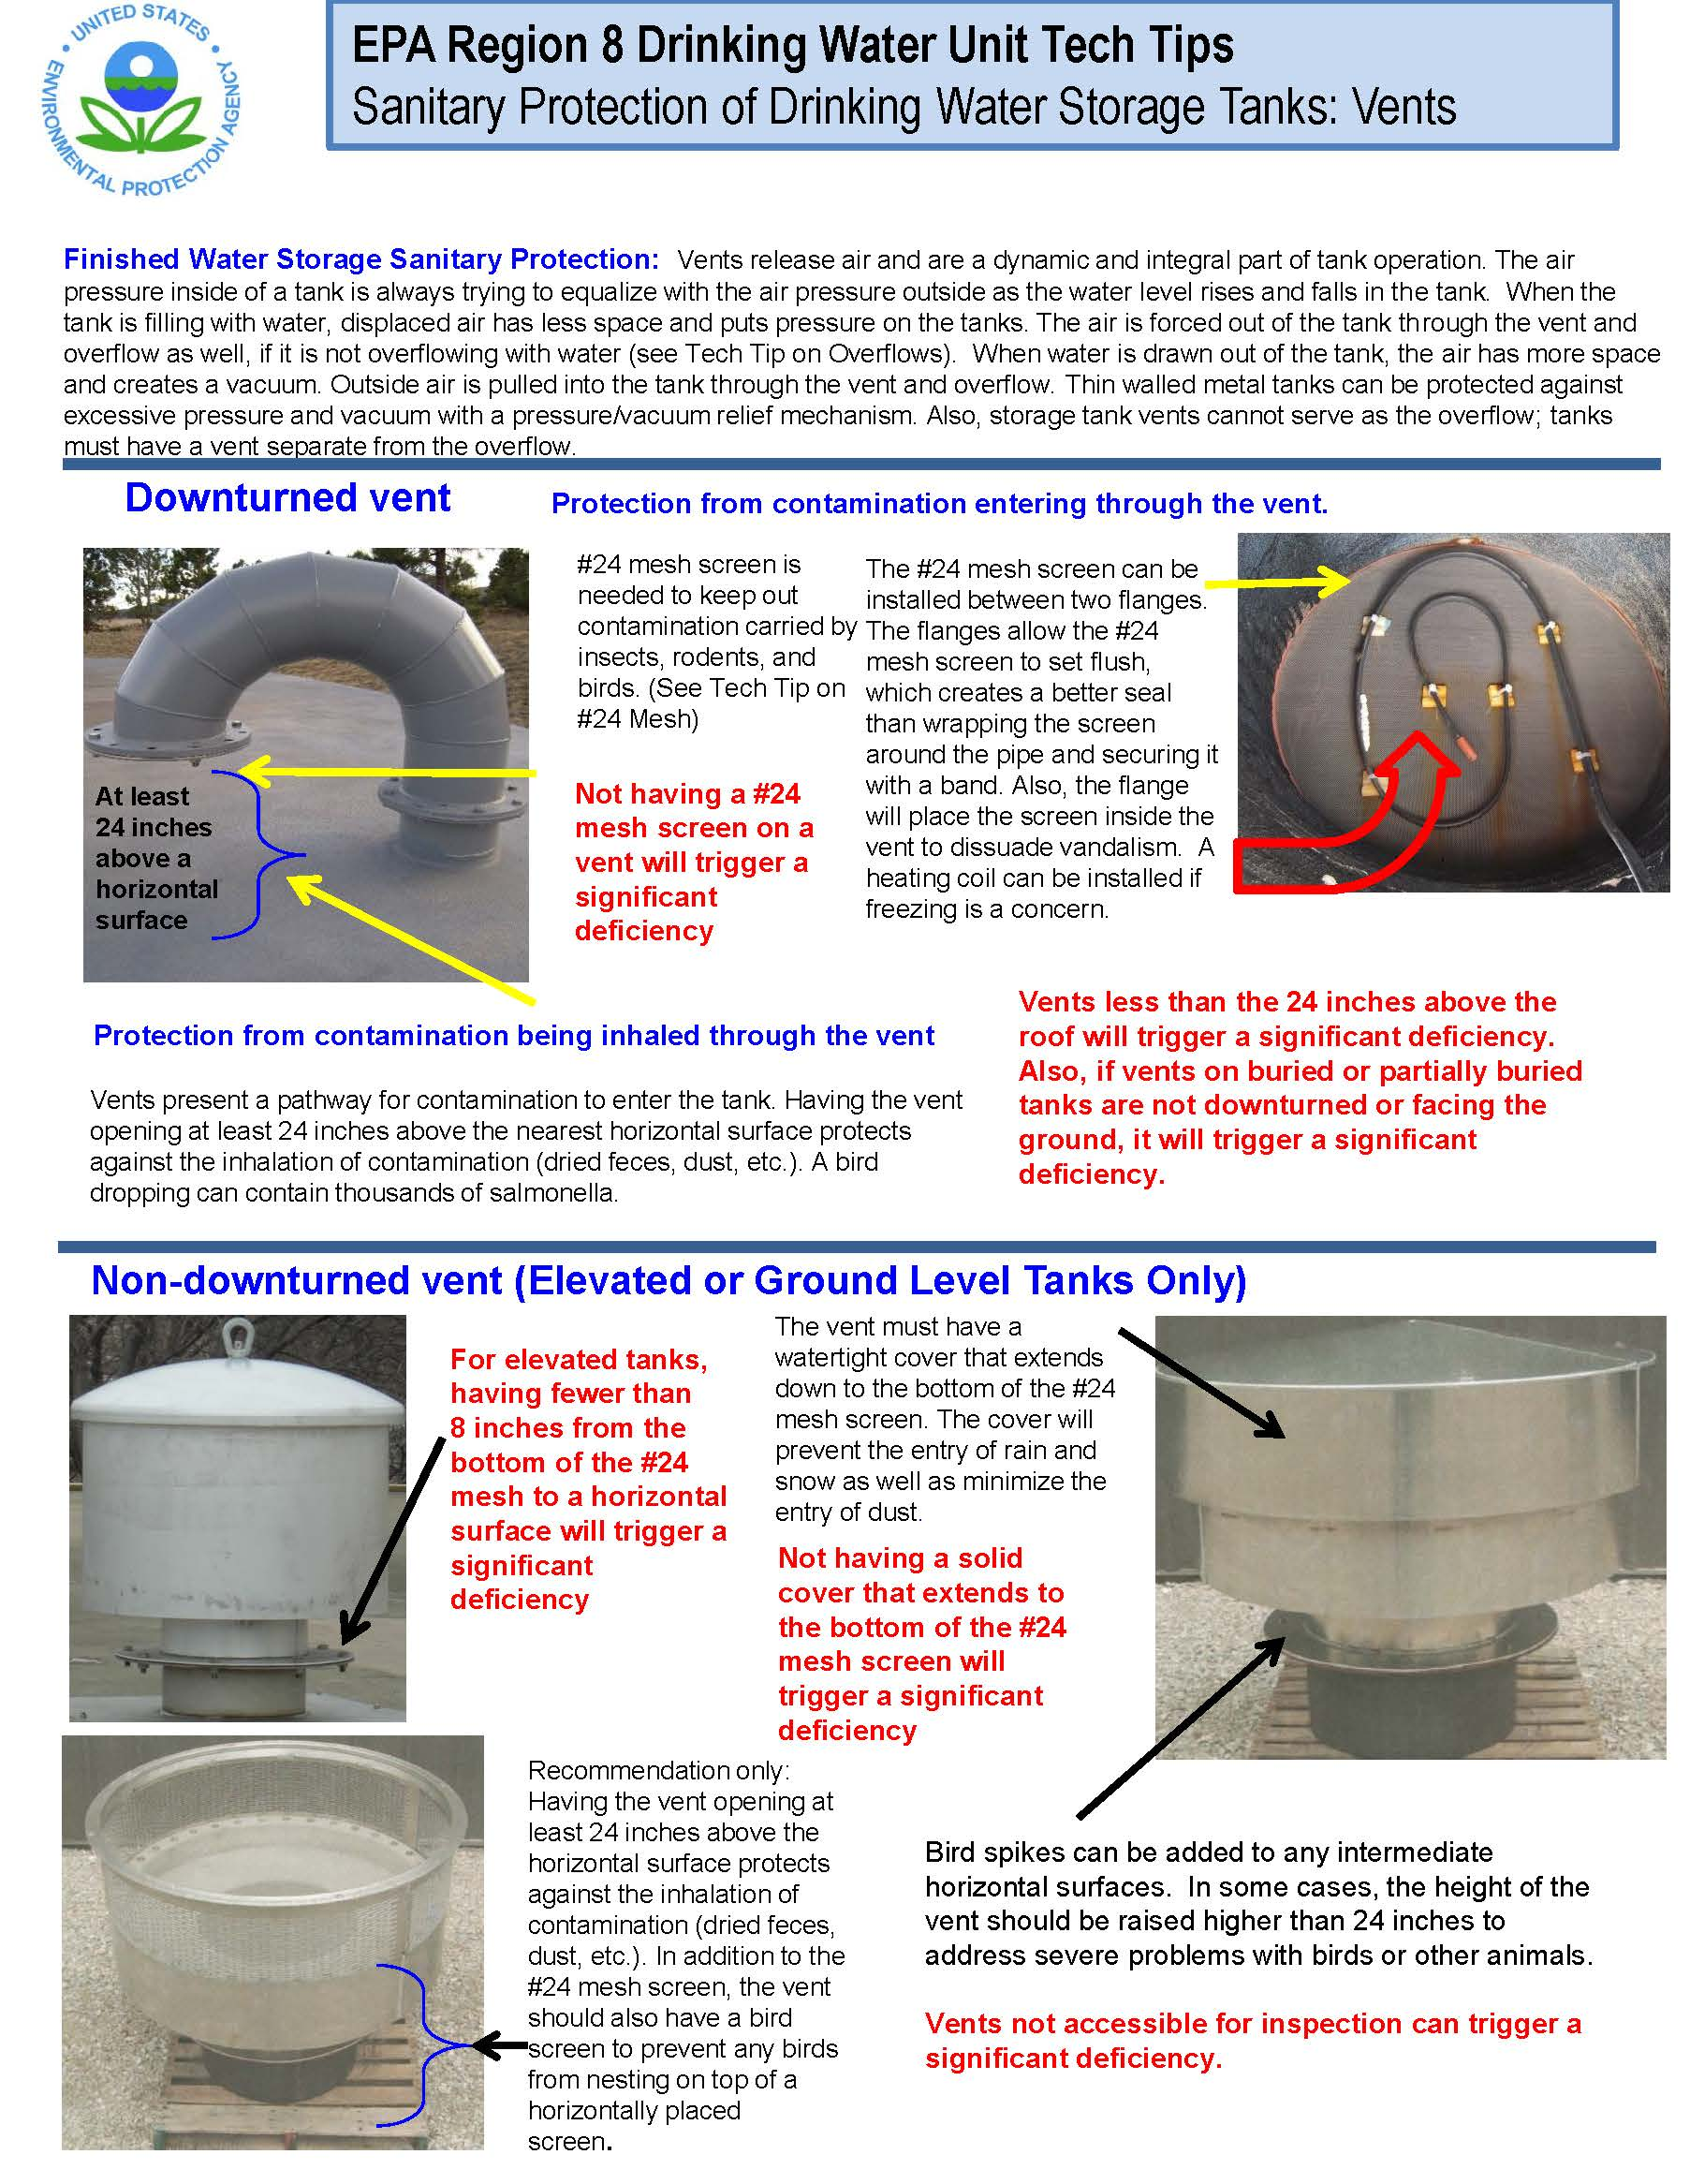 UNITED STATES
ENVIRONMENTAL PROTECTION AGENCY
EPA Region 8 Drinking Water Unit Tech Tips
Sanitary Protection of Drinking Water Storage Tanks: Vents
Finished Water Storage Sanitary Protection: Vents release air and are a dynamic and integral part of tank operation. The air
pressure inside of a tank is always trying to equalize with the air pressure outside as the water level rises and falls in the tank. When the
tank is filling with water, displaced air has less space and puts pressure on the tanks. The air is forced out of the tank through the vent and
overflow as well, if it is not overflowing with water (see Tech Tip on Overflows). When water is drawn out of the tank, the air has more space
and creates a vacuum. Outside air is pulled into the tank through the vent and overflow. Thin walled metal tanks can be protected against
excessive pressure and vacuum with a pressure/vacuum relief mechanism. Also, storage tank vents cannot serve as the overflow; tanks
must have a vent separate from the overflow.
Downturned vent
Protection from contamination entering through the vent.
At least
24 inches
above a
horizontal
surface
#24 mesh screen is
needed to keep out
contamination carried by
insects, rodents, and
birds. (See Tech Tip on
#24 Mesh)
Not having a #24
mesh screen on a
vent will trigger a
significant
deficiency
The #24 mesh screen can be
installed between two flanges.
The flanges allow the #24
mesh screen to set flush,
which creates a better seal
than wrapping the screen
around the pipe and securing it
with a band. Also, the flange
will place the screen inside the
vent to dissuade vandalism. A
heating coil can be installed if
freezing is a concern.
Protection from contamination being inhaled through the vent
Vents present a pathway for contamination to enter the tank. Having the vent
opening at least 24 inches above the nearest horizontal surface protects
against the inhalation of contamination (dried feces, dust, etc.). A bird
dropping can contain thousands of salmonella.
Vents less than the 24 inches above the
roof will trigger a significant deficiency.
Also, if vents on buried or partially buried
tanks are not downturned or facing the
ground, it will trigger a significant
deficiency.
Non-downturned vent (Elevated or Ground Level Tanks Only)
For elevated tanks,
having fewer than
8 inches from the
bottom of the #24
mesh to a horizontal
surface will trigger a
significant
deficiency
The vent must have a
watertight cover that extends
down to the bottom of the #24
mesh screen. The cover will
prevent the entry of rain and
snow as well as minimize the
entry of dust.
Not having a solid
cover that extends to
the bottom of the #24
mesh screen will
trigger a significant
deficiency
Recommendation only:
Having the vent opening at
least 24 inches above the
horizontal surface protects
against the inhalation of
contamination (dried feces,
dust, etc.). In addition to the
#24 mesh screen, the vent
should also have a bird
screen to prevent any birds
from nesting on top of a
horizontally placed
screen.
Bird spikes can be added to any intermediate
horizontal surfaces. In some cases, the height of the
vent should be raised higher than 24 inches to
address severe problems with birds or other animals.
Vents not accessible for inspection can trigger a
significant deficiency.